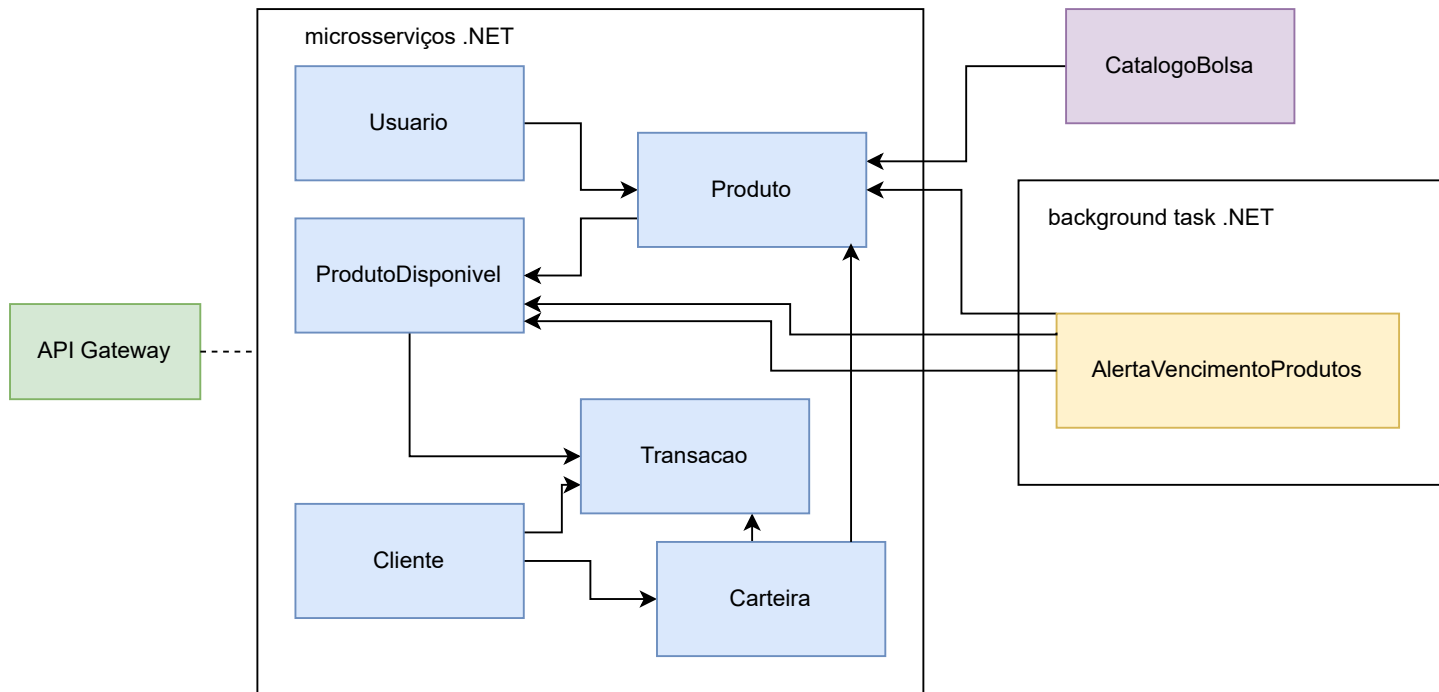 microsserviços .NET
CatalogoBolsa
Usuario
Produto
background task .NET
ProdutoDisponivel
API Gateway
AlertaVencimentoProdutos
Transacao
Cliente
Carteira